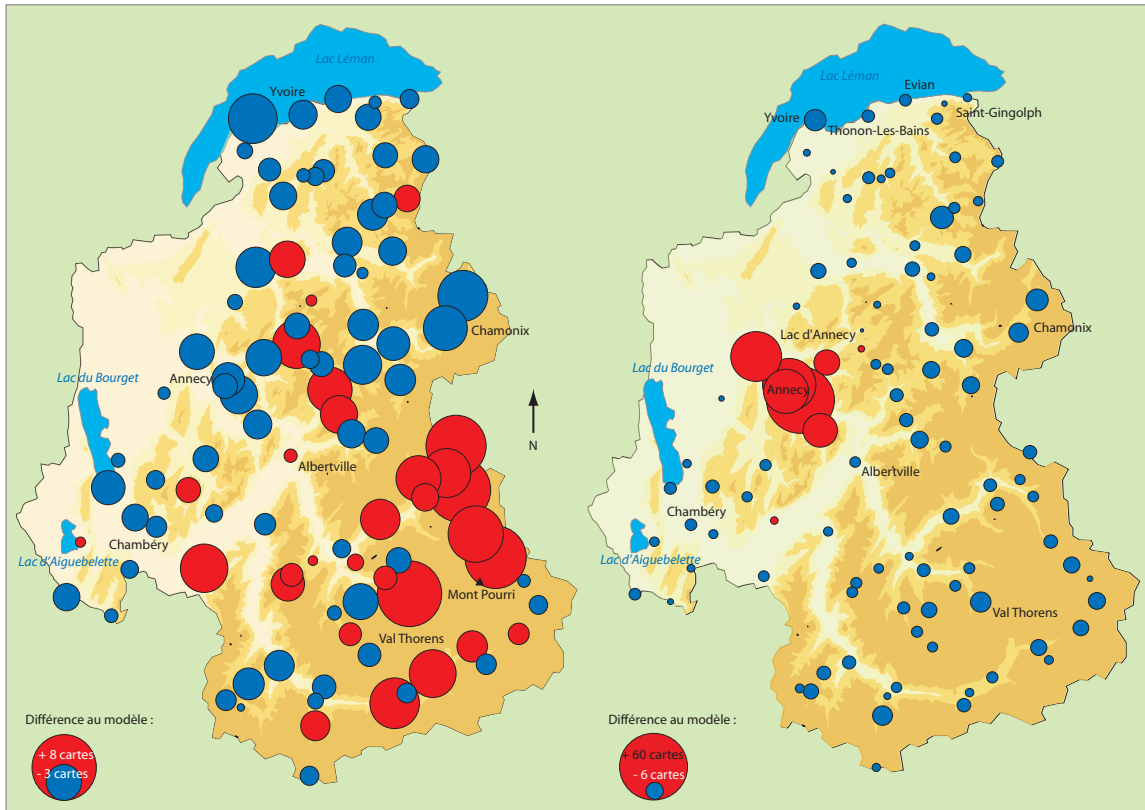 Lac Léman
Yvoire
Chamonix
Annecy
Lac du Bourget
Albertville
Chambéry
Lac d'Aiguebelette
Mont Pourri
Val Thorens
Différence au modèle :
+ 8 cartes
- 3 cartes
N
Lac Léman
Evian
Saint-Gingolph
Yvoire
Thonon-Les-Bains
Chamonix
Lac d'Annecy
Lac du Bourget
Annecy
Albertville
Chambéry
Lac d'Aiguebelette
Val Thorens
Différence au modèle :
+ 60 cartes
- 6 cartes